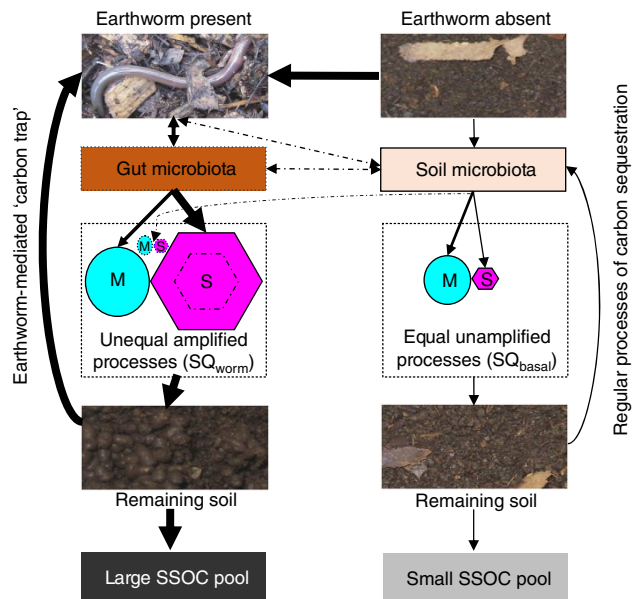 Earthworm present
Earthworm absent
Earthworm-mediated 'carbon trap'
Regular processes of carbon sequestration
Gut microbiota
Soil microbiota
M
S
M
S
M
S
Unequal amplified
processes (SQworm)
Equal unamplified
processes (SQbasal)
Remaining soil
Remaining soil
Large SSOC pool
Small SSOC pool